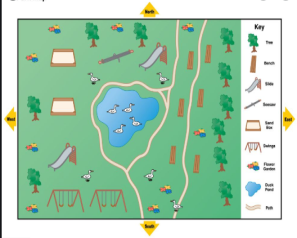 North
Key
Tree
Bench
Slide
Seesaw
Sand
Box
West
East
Swings
Flower
Garden
Duck
Pond
Path
South